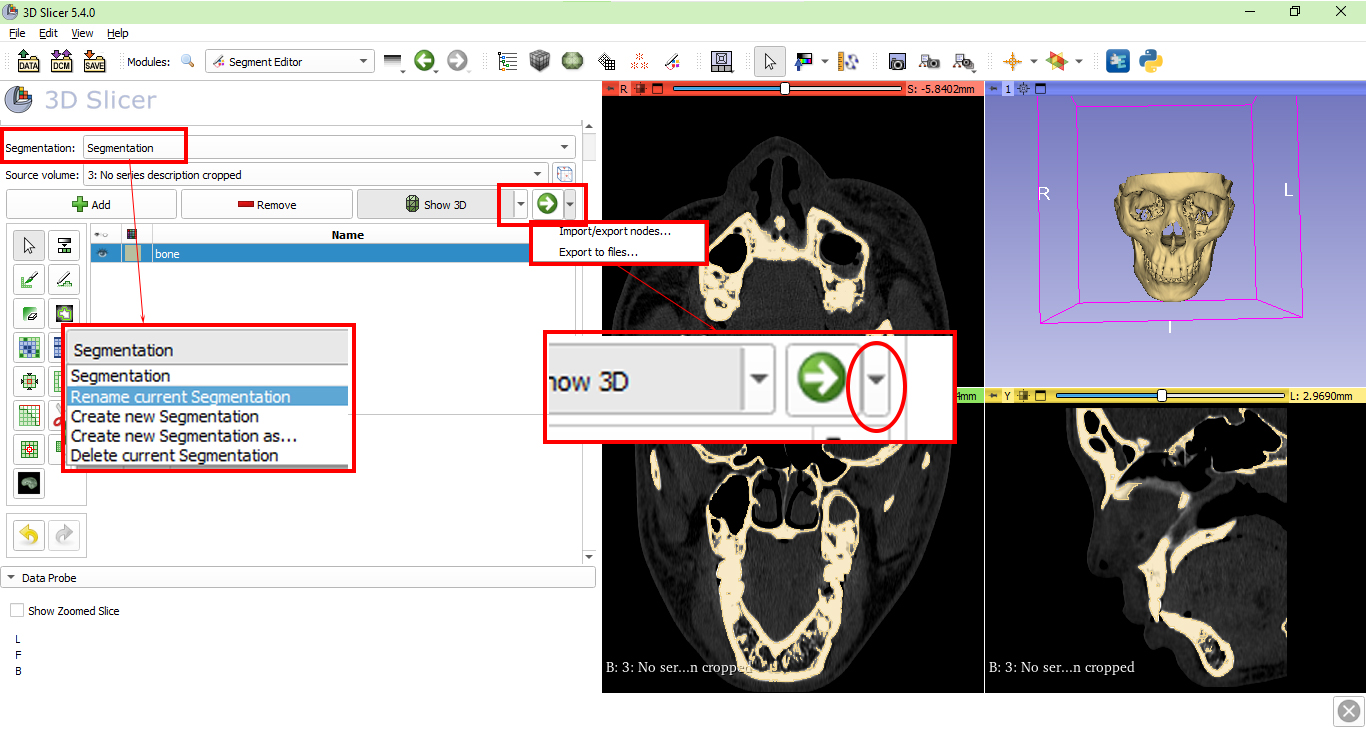 3D Slicer 5.4.0
File Edit View Help
DATA DCM SAVE Modules: Segment Editor
3D Slicer
R S: -5.8402mm
1
Segmentation: Segmentation
Source volume: 3: No series description cropped
Add Remove Show 3D
Name
bone
Import/export nodes...
Export to files...
R L
I
Segmentation
Segmentation
Rename current Segmentation
Create new Segmentation
Create new Segmentation as...
Delete current Segmentation
how 3D
4mm
Y L: 2.9690mm
Data Probe
Show Zoomed Slice
L
F
B
B: 3: No ser...n cropped
B: 3: No ser...n cropped